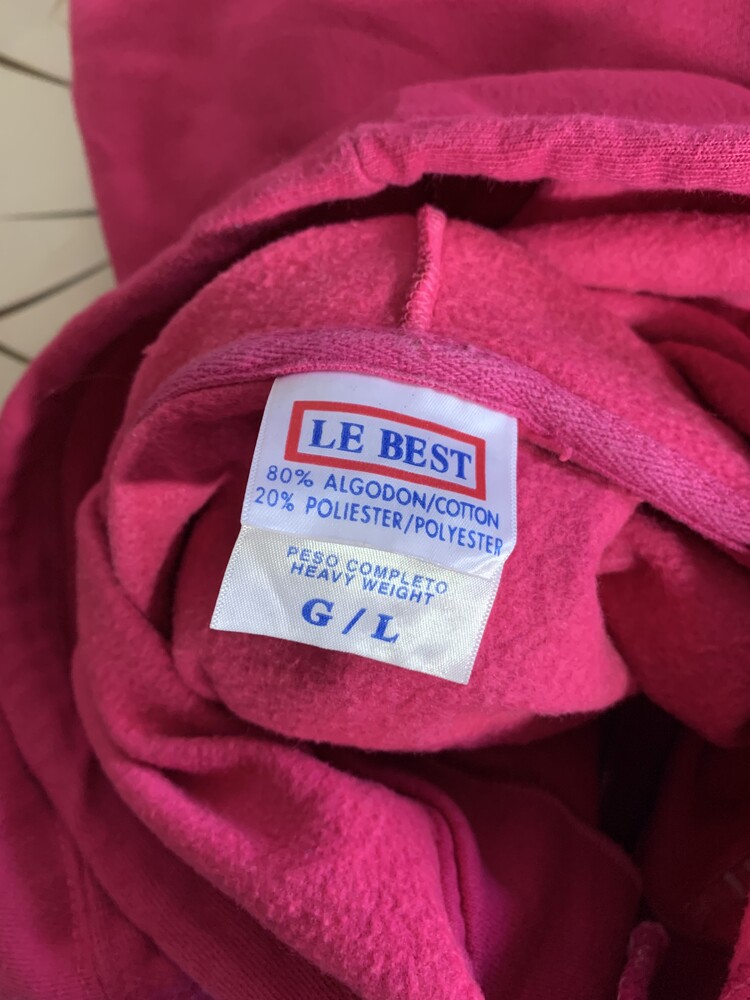 LE BEST
80% ALGODON/COTTON
20% POLIESTER/POLYESTER
PESO COMPLETO
HEAVY WEIGHT
G / L